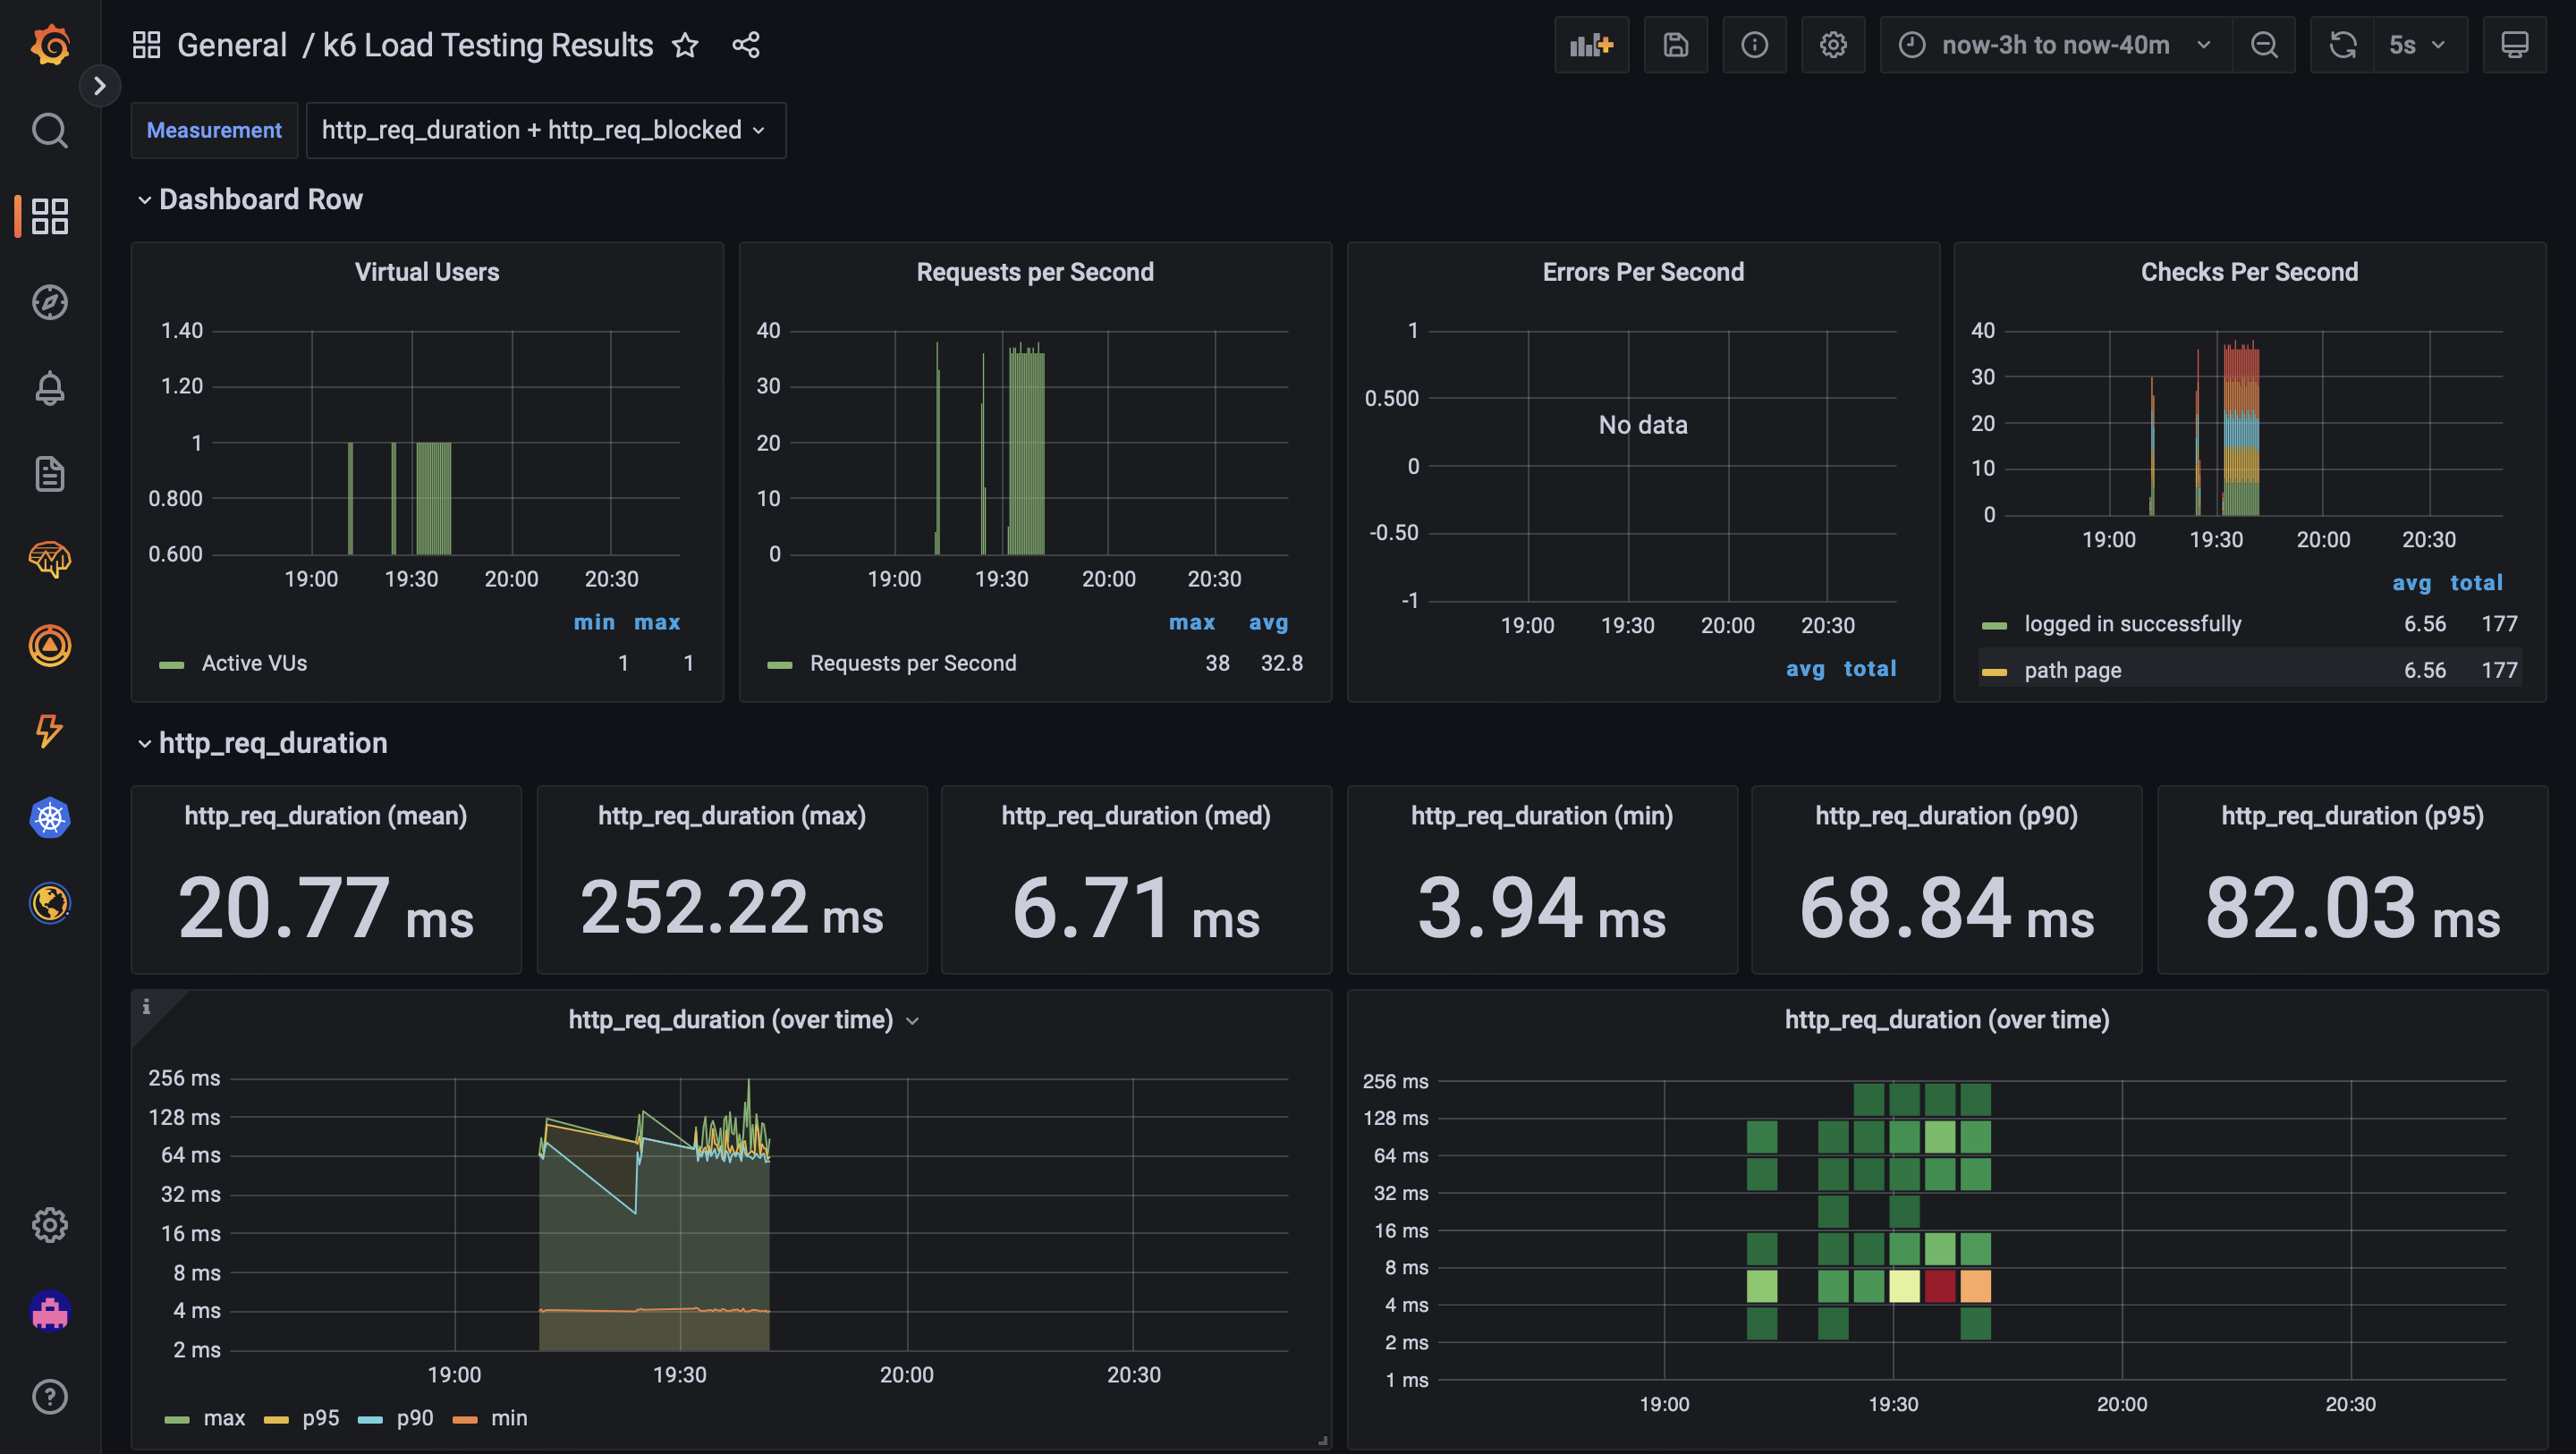 General / k6 Load Testing Results
now-3h to now-40m
5s
Measurement
http_req_duration + http_req_blocked
Dashboard Row
Virtual Users
1.40
1.20
1
0.800
0.600
19:00 19:30 20:00 20:30
min max
Active VUs 1 1
Requests per Second
40
30
20
10
0
19:00 19:30 20:00 20:30
max avg
Requests per Second 38 32.8
Errors Per Second
1
0.500
No data
0
-0.50
-1
19:00 19:30 20:00 20:30
avg total
Checks Per Second
40
30
20
10
0
19:00 19:30 20:00 20:30
avg total
logged in successfully 6.56 177
path page 6.56 177
http_req_duration
http_req_duration (mean)
20.77 ms
http_req_duration (max)
252.22 ms
http_req_duration (med)
6.71 ms
http_req_duration (min)
3.94 ms
http_req_duration (p90)
68.84 ms
http_req_duration (p95)
82.03 ms
http_req_duration (over time)
256 ms
128 ms
64 ms
32 ms
16 ms
8 ms
4 ms
2 ms
19:00 19:30 20:00 20:30
max p95 p90 min
http_req_duration (over time)
256 ms
128 ms
64 ms
32 ms
16 ms
8 ms
4 ms
2 ms
1 ms
19:00 19:30 20:00 20:30